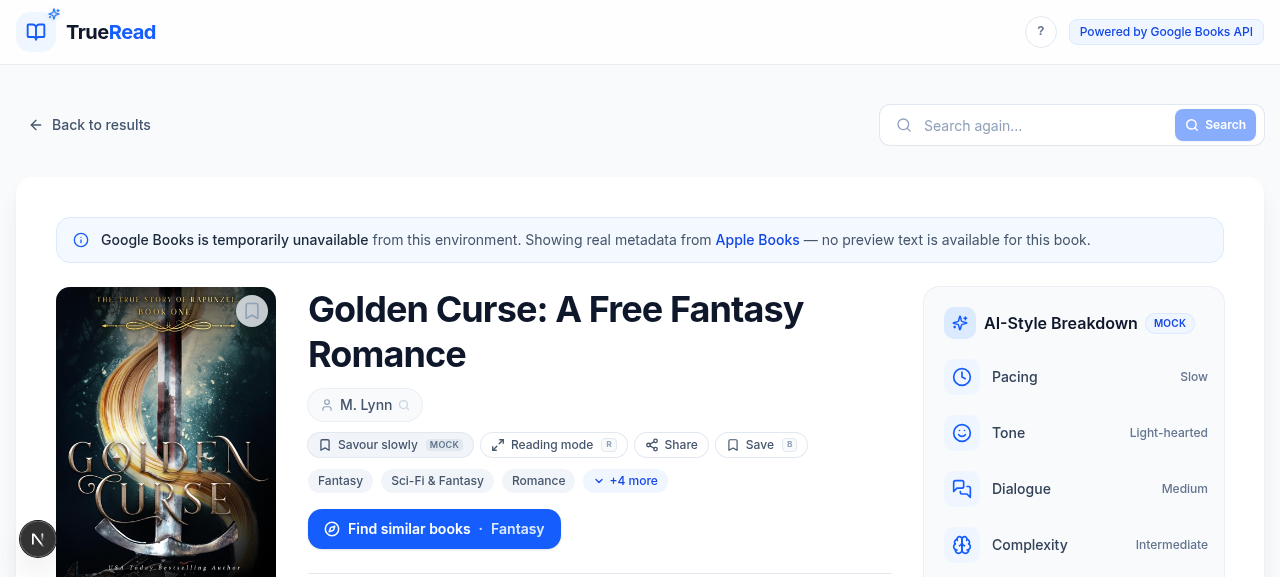 TrueRead
?
Powered by Google Books API
Back to results
Search again...
Search
Google Books is temporarily unavailable from this environment. Showing real metadata from Apple Books — no preview text is available for this book.
THE TRUE STORY OF RAPUNZEL
BOOK ONE
GOLDEN
CURSE
USA Today Bestselling Author
Golden Curse: A Free Fantasy
Romance
M. Lynn
Savour slowly MOCK
Reading mode R
Share
Save B
Fantasy
Sci-Fi & Fantasy
Romance
+4 more
Find similar books · Fantasy
AI-Style Breakdown MOCK
Pacing Slow
Tone Light-hearted
Dialogue Medium
Complexity Intermediate
N